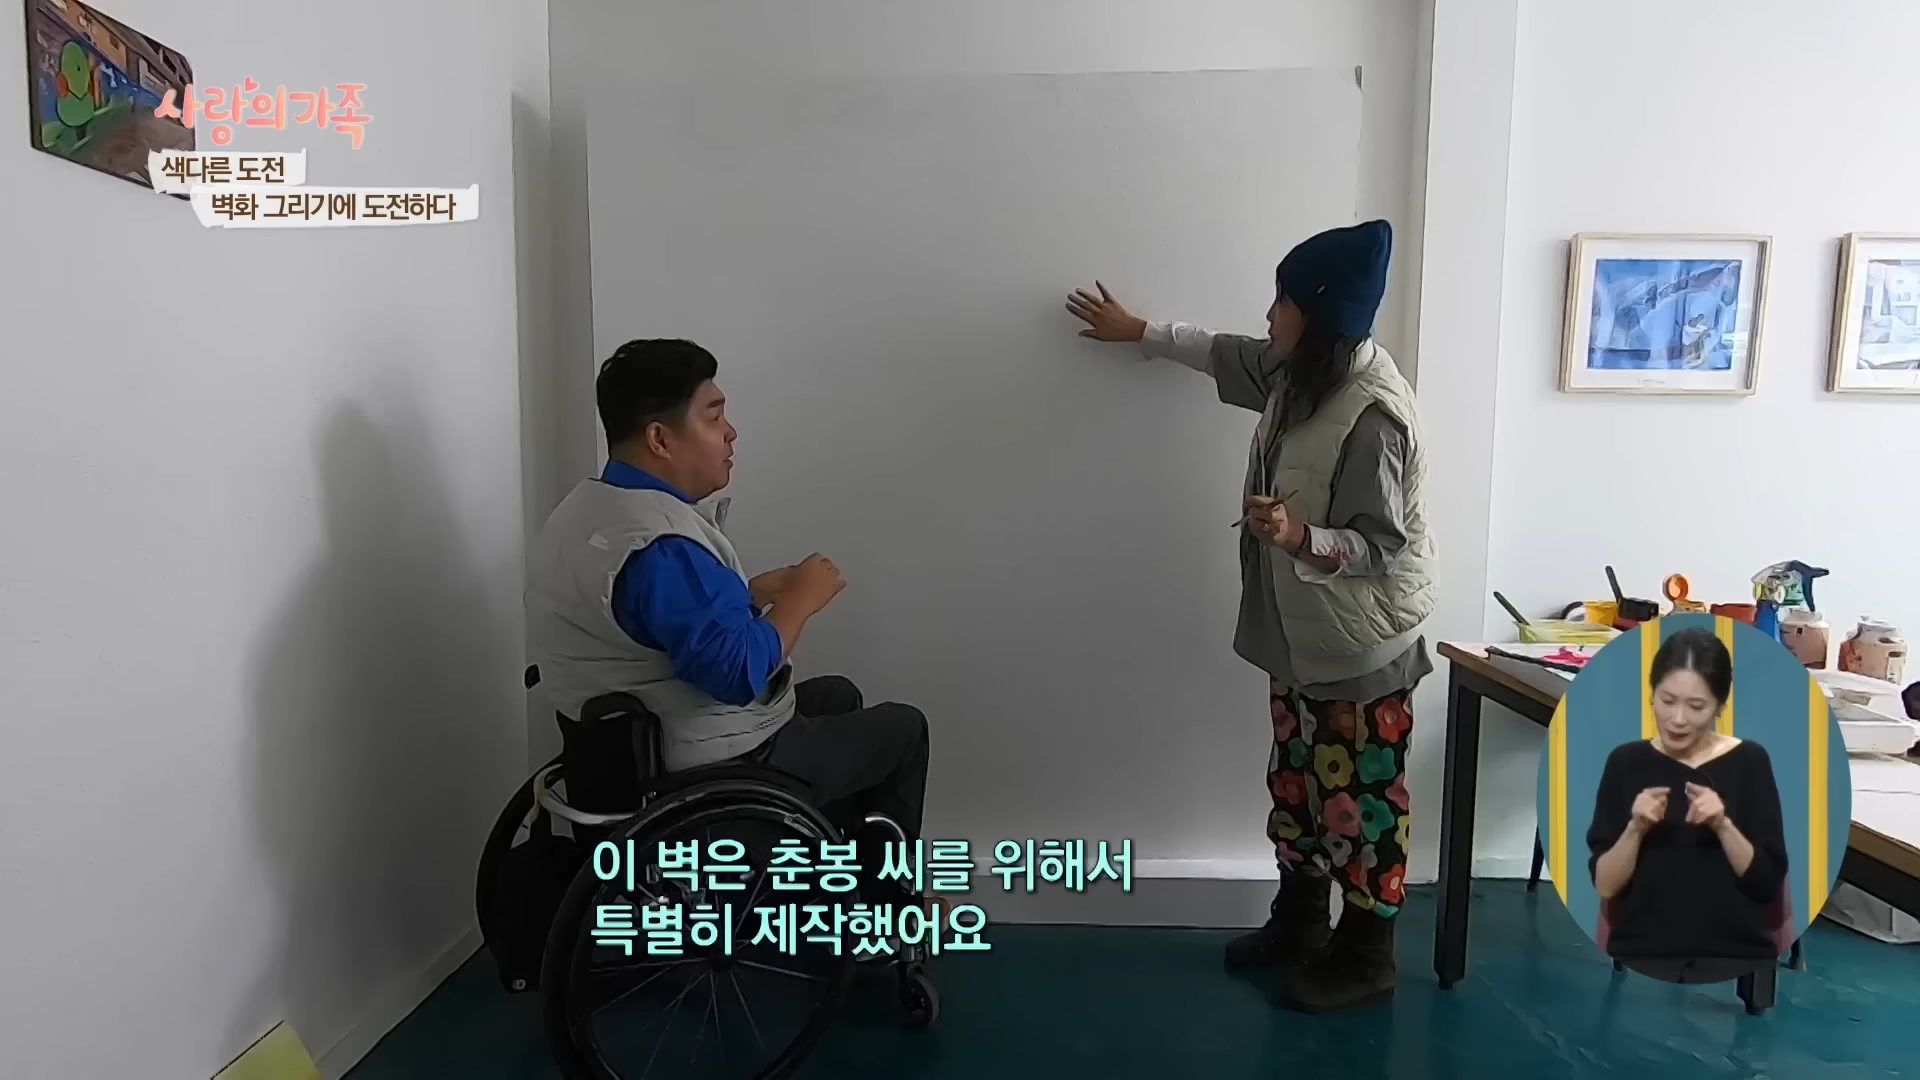 사랑의 가족
색다른 도전
벽화 그리기에 도전하다
이 벽은 춘봉 씨를 위해서
특별히 제작했어요